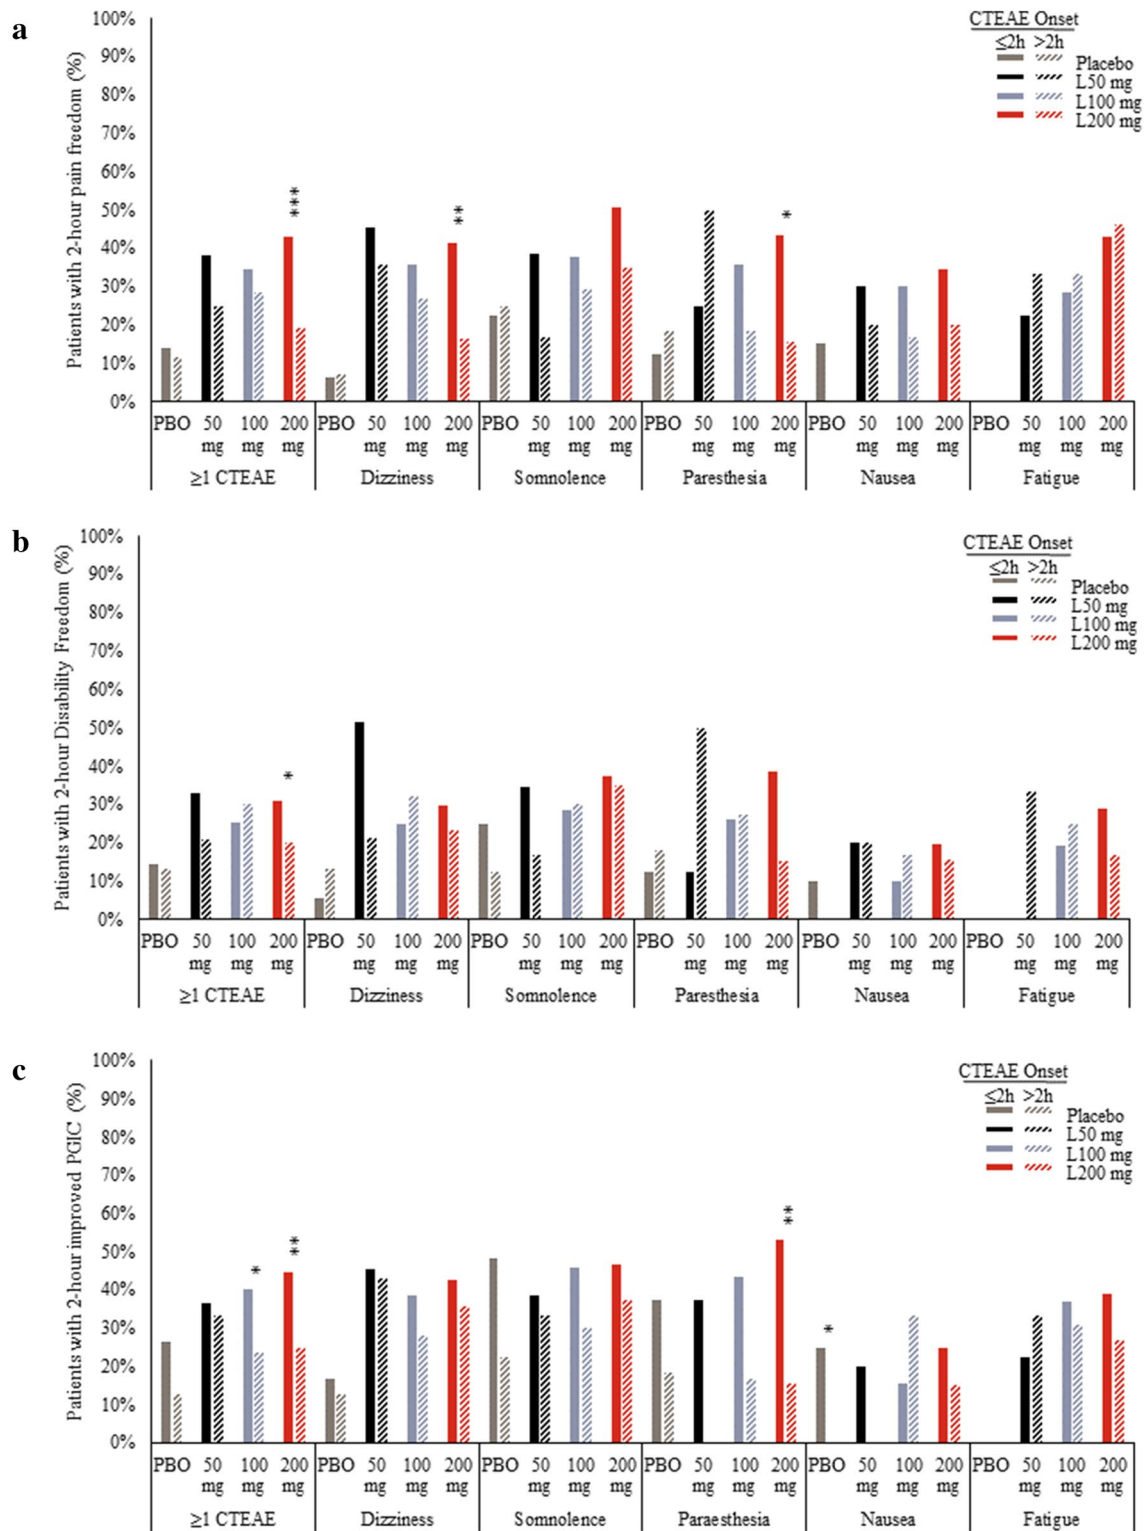 a
Patients with 2-hour pain freedom (%)
100%
90%
80%
70%
60%
50%
40%
30%
20%
10%
0%
CTEAE Onset
≤2h >2h
Placebo
L50 mg
L100 mg
L200 mg
***
**
*
PBO 50 mg 100 mg 200 mg PBO 50 mg 100 mg 200 mg PBO 50 mg 100 mg 200 mg PBO 50 mg 100 mg 200 mg PBO 50 mg 100 mg 200 mg PBO 50 mg 100 mg 200 mg
≥1 CTEAE Dizziness Somnolence Paresthesia Nausea Fatigue
b
Patients with 2-hour Disability Freedom (%)
100%
90%
80%
70%
60%
50%
40%
30%
20%
10%
0%
CTEAE Onset
≤2h >2h
Placebo
L50 mg
L100 mg
L200 mg
*
PBO 50 mg 100 mg 200 mg PBO 50 mg 100 mg 200 mg PBO 50 mg 100 mg 200 mg PBO 50 mg 100 mg 200 mg PBO 50 mg 100 mg 200 mg PBO 50 mg 100 mg 200 mg
≥1 CTEAE Dizziness Somnolence Paresthesia Nausea Fatigue
c
Patients with 2-hour improved PGIC (%)
100%
90%
80%
70%
60%
50%
40%
30%
20%
10%
0%
CTEAE Onset
≤2h >2h
Placebo
L50 mg
L100 mg
L200 mg
*
**
**
*
PBO 50 mg 100 mg 200 mg PBO 50 mg 100 mg 200 mg PBO 50 mg 100 mg 200 mg PBO 50 mg 100 mg 200 mg PBO 50 mg 100 mg 200 mg PBO 50 mg 100 mg 200 mg
≥1 CTEAE Dizziness Somnolence Paraesthesia Nausea Fatigue